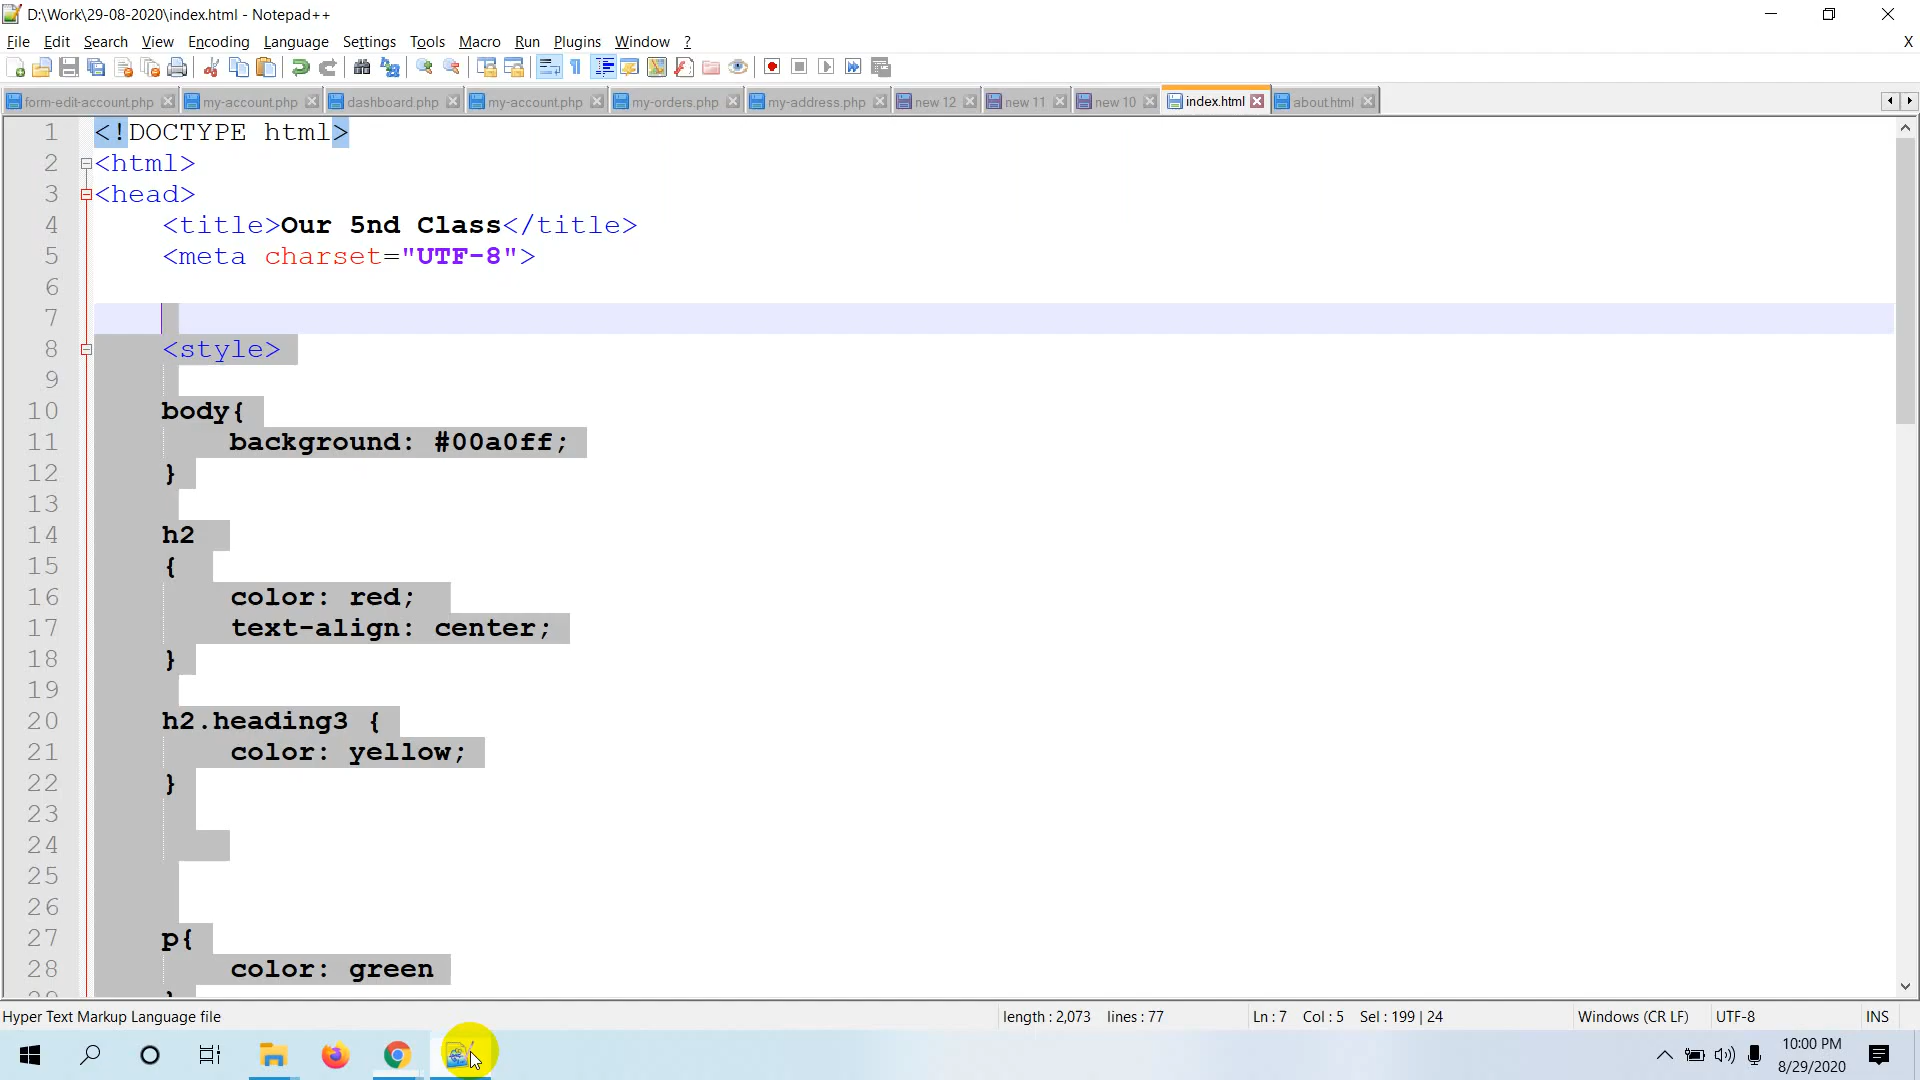 D:\Work\29-08-2020\index.html - Notepad++
File Edit Search View Encoding Language Settings Tools Macro Run Plugins Window ? X
form-edit-account.php my-account.php dashboard.php my-account.php my-orders.php my-address.php new 12 new 11 new 10 index.html about.html
1 <!DOCTYPE html>
2 <html>
3 <head>
4 <title>Our 5nd Class</title>
5 <meta charset="UTF-8">
6
7
8 <style>
9
10 body{
11 background: #00a0ff;
12 }
13
14 h2
15 {
16 color: red;
17 text-align: center;
18 }
19
20 h2.heading3 {
21 color: yellow;
22 }
23
24
25
26
27 p{
28 color: green
Hyper Text Markup Language file length : 2,073 lines : 77 Ln : 7 Col : 5 Sel : 199 | 24 Windows (CR LF) UTF-8 INS
10:00 PM
8/29/2020